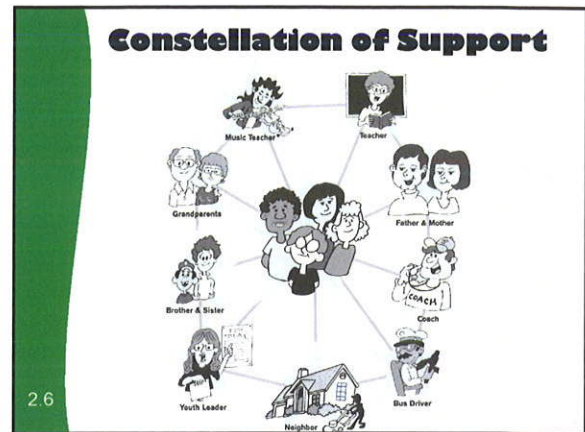 Constellation of Support
Music Teacher
Teacher
Grandparents
Father & Mother
Brother & Sister
COACH
Coach
Youth Leader
Bus Driver
Neighbor
2.6